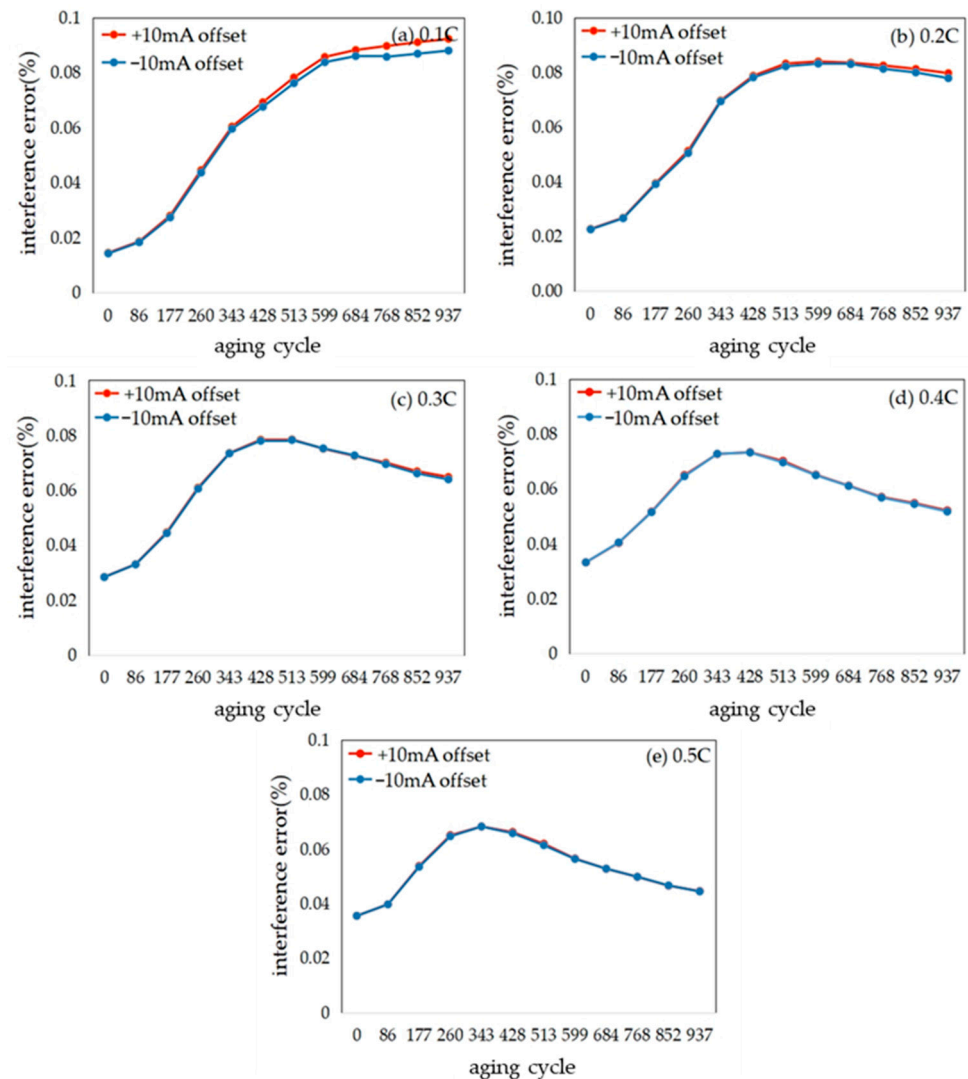 0.1
+10mA offset
(a) 0.1C
−10mA offset
0.08
0.06
0.04
0.02
0
interference error(%)
0 86 177 260 343 428 513 599 684 768 852 937
aging cycle
0.10
+10mA offset
(b) 0.2C
−10mA offset
0.08
0.06
0.04
0.02
0.00
interference error(%)
0 86 177 260 343 428 513 599 684 768 852 937
aging cycle
0.1
+10mA offset
(c) 0.3C
−10mA offset
0.08
0.06
0.04
0.02
0
interference error(%)
0 86 177 260 343 428 513 599 684 768 852 937
aging cycle
0.1
+10mA offset
(d) 0.4C
−10mA offset
0.08
0.06
0.04
0.02
0
interference error(%)
0 86 177 260 343 428 513 599 684 768 852 937
aging cycle
0.1
+10mA offset
(e) 0.5C
−10mA offset
0.08
0.06
0.04
0.02
0
interference error(%)
0 86 177 260 343 428 513 599 684 768 852 937
aging cycle